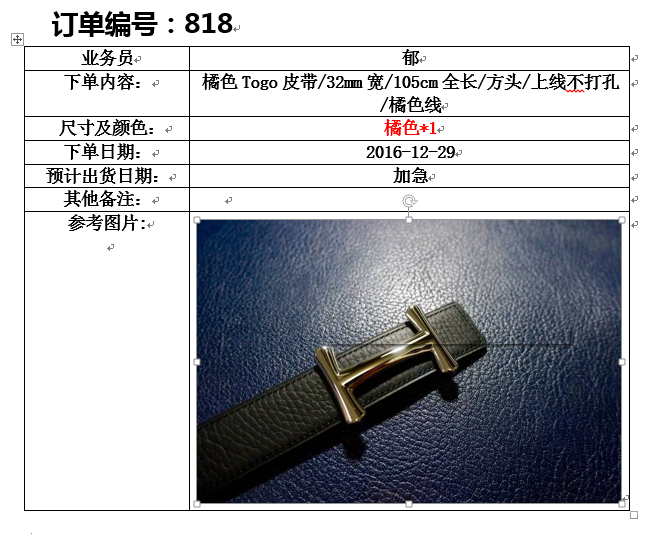 订单编号：818
业务员 郁
下单内容： 橘色 Togo 皮带/32mm 宽/105cm 全长/方头/上线不打孔
/橘色线
尺寸及颜色： 橘色*1
下单日期： 2016-12-29
预计出货日期： 加急
其他备注：
参考图片: